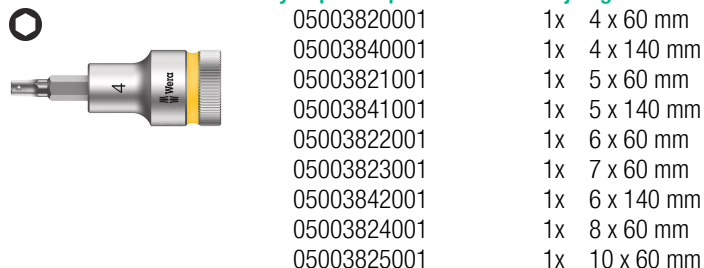 05003820001 1x 4 x 60 mm
05003840001 1x 4 x 140 mm
05003821001 1x 5 x 60 mm
05003841001 1x 5 x 140 mm
05003822001 1x 6 x 60 mm
05003823001 1x 7 x 60 mm
05003842001 1x 6 x 140 mm
05003824001 1x 8 x 60 mm
05003825001 1x 10 x 60 mm
4
Wera